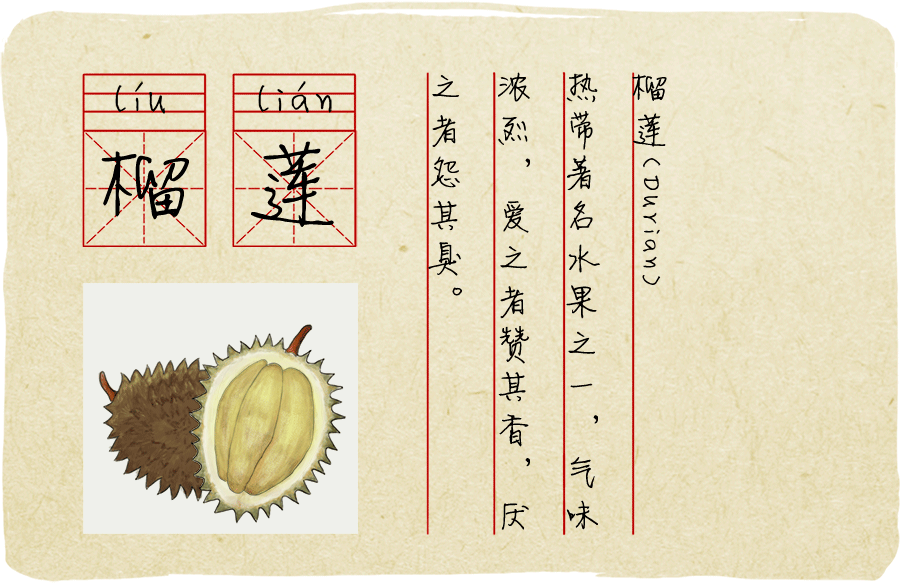 liú lián
榴莲
榴莲(Durian)
热带著名水果之一，气味
浓烈，爱之者赞其香，厌
之者怨其臭。